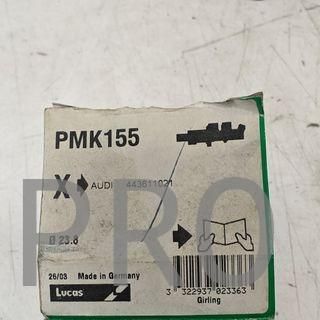 PMK155
X AUDI 443611021
Ø 23.8
PRO
26/03 Made in Germany
Lucas
3 322937 023363
Girling